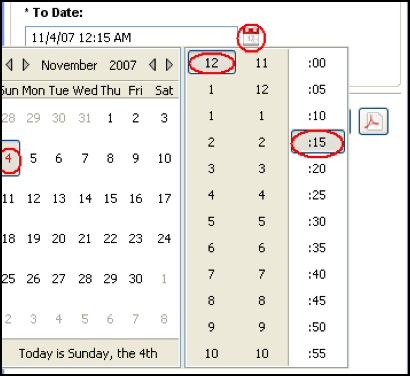 * To Date:
11/4/07 12:15 AM
November 2007
Sun Mon Tue Wed Thu Fri Sat
28 29 30 31 1 2 3
4 5 6 7 8 9 10
11 12 13 14 15 16 17
18 19 20 21 22 23 24
25 26 27 28 29 30 1
2 3 4 5 6 7 8
Today is Sunday, the 4th
12 11 :00
1 12 :05
1 1 :10
2 2 :15
3 3 :20
4 4 :25
5 5 :30
6 6 :35
7 7 :40
8 8 :45
9 9 :50
10 10 :55